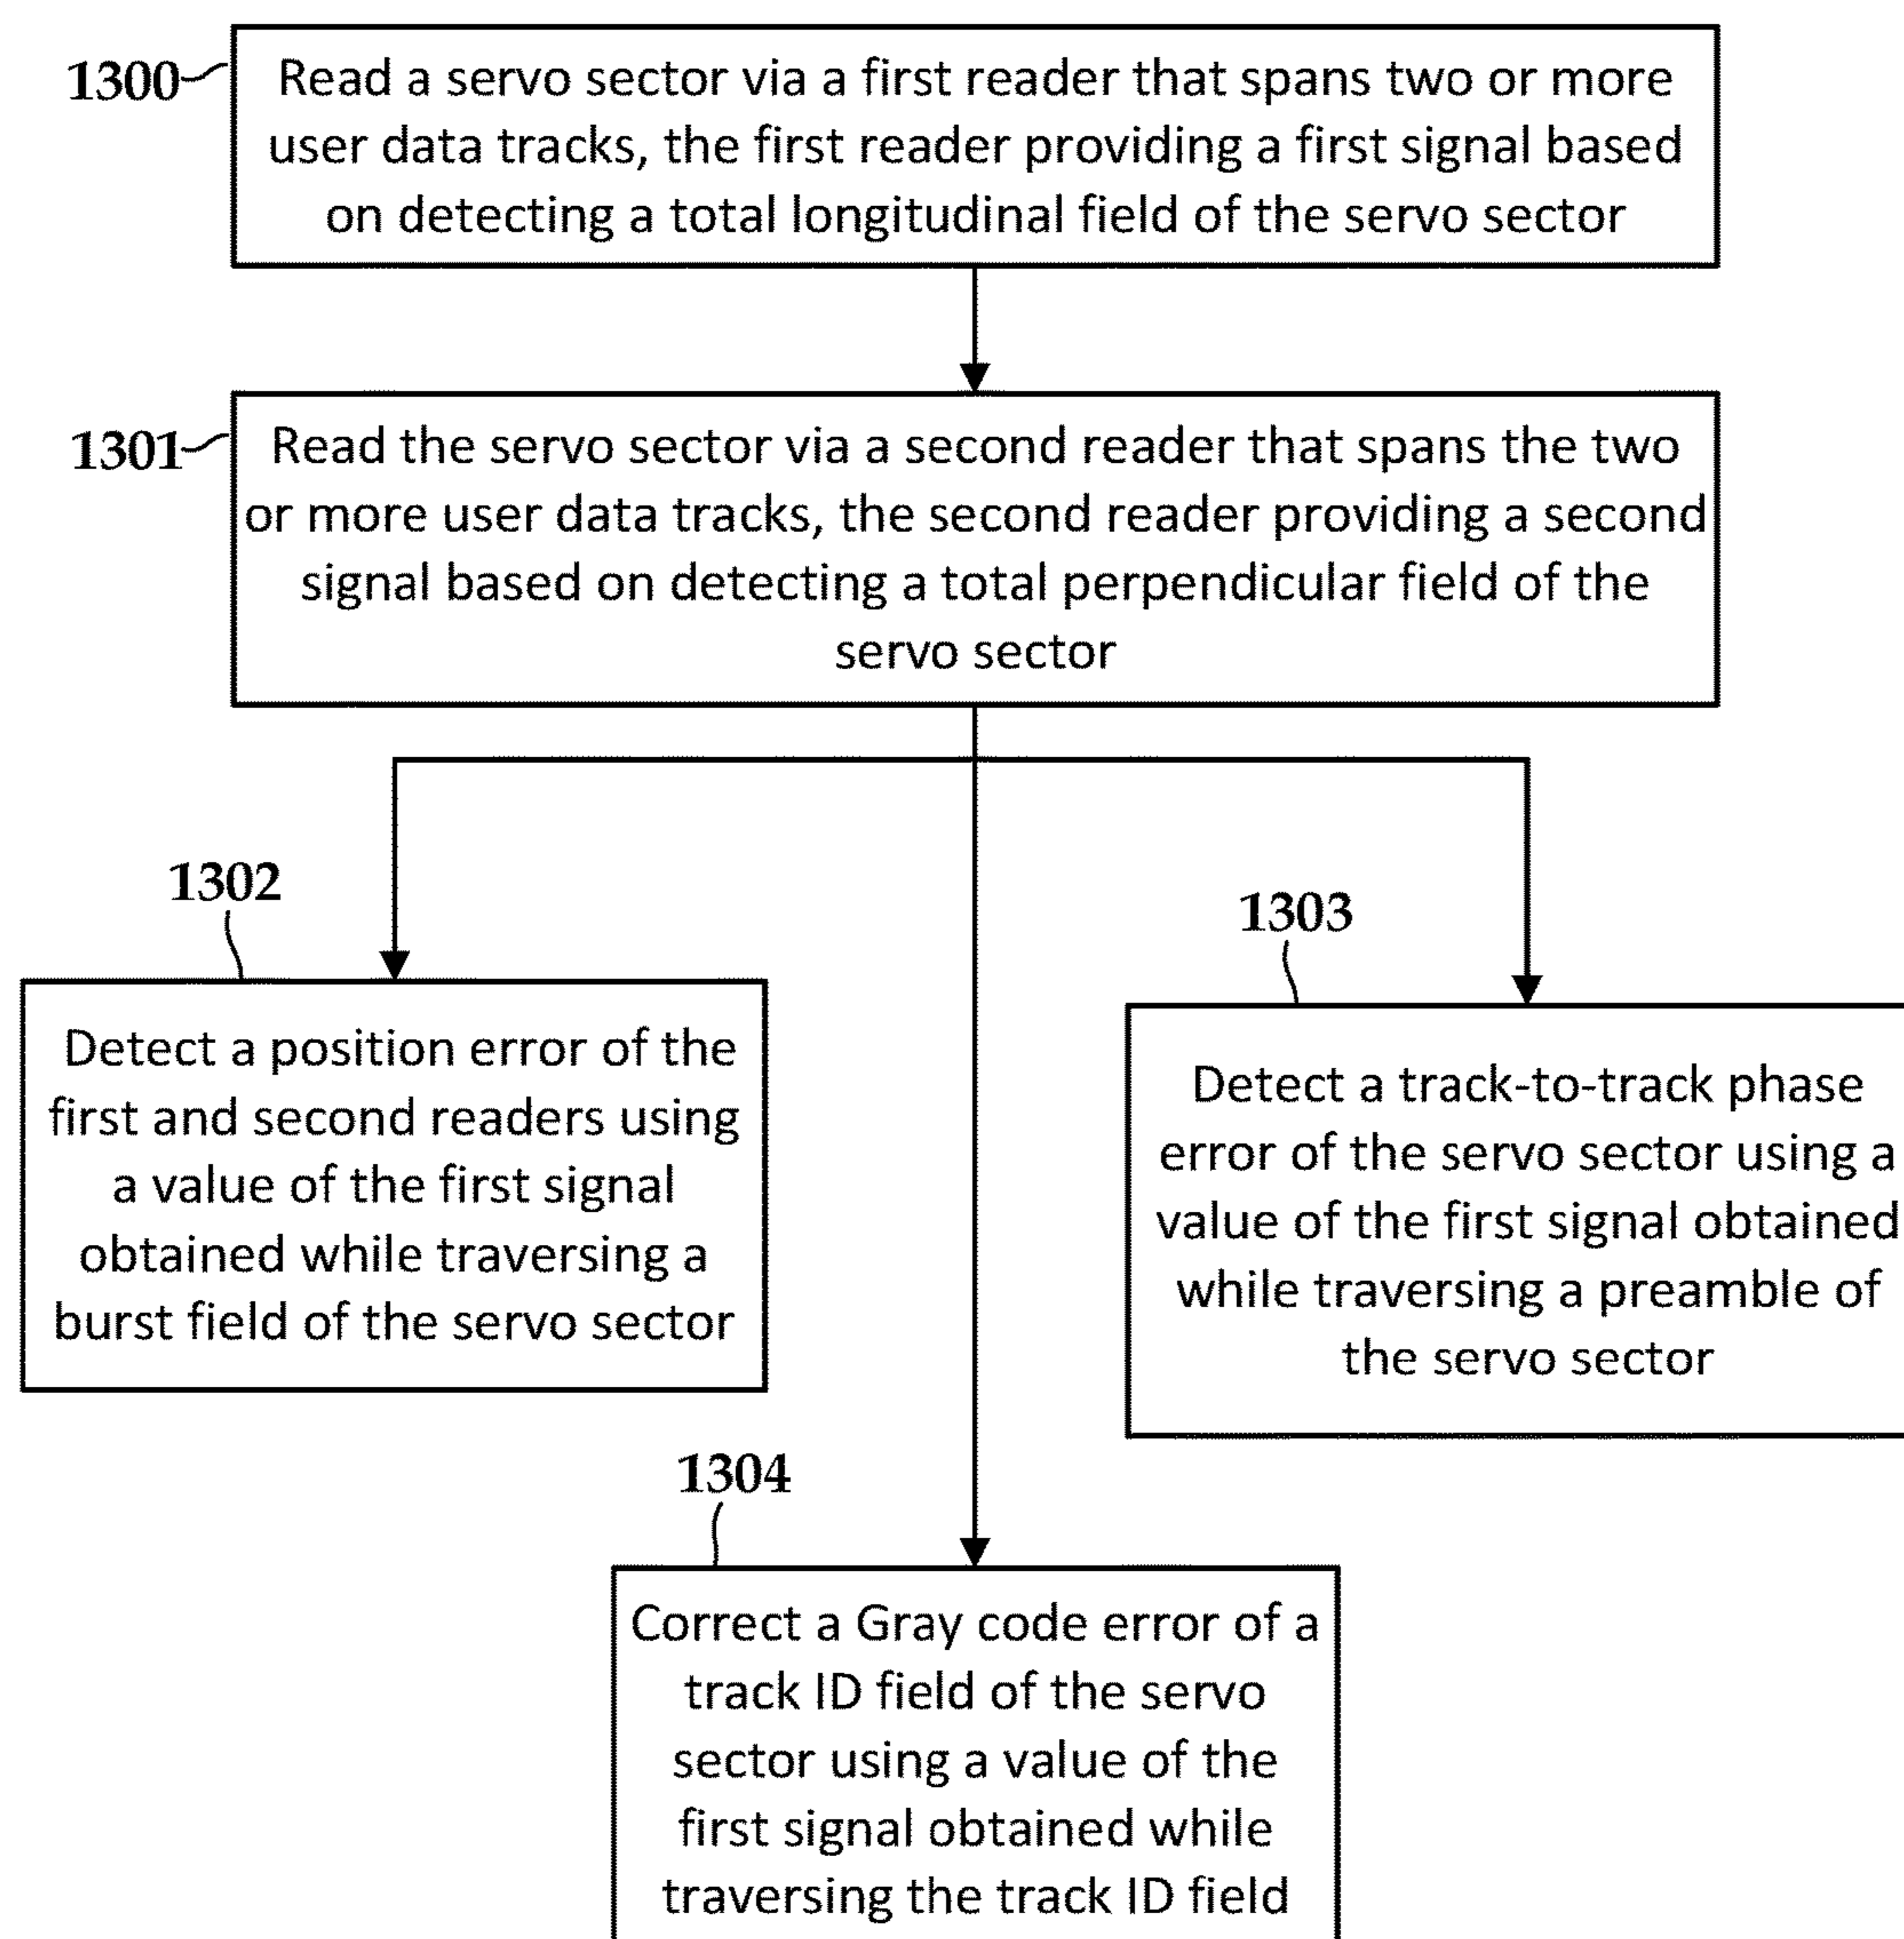 1300
Read a servo sector via a first reader that spans two or more
user data tracks, the first reader providing a first signal based
on detecting a total longitudinal field of the servo sector
1301
Read the servo sector via a second reader that spans the two
or more user data tracks, the second reader providing a second
signal based on detecting a total perpendicular field of the
servo sector
1302
Detect a position error of the
first and second readers using
a value of the first signal
obtained while traversing a
burst field of the servo sector
1303
Detect a track-to-track phase
error of the servo sector using a
value of the first signal obtained
while traversing a preamble of
the servo sector
1304
Correct a Gray code error of a
track ID field of the servo
sector using a value of the
first signal obtained while
traversing the track ID field